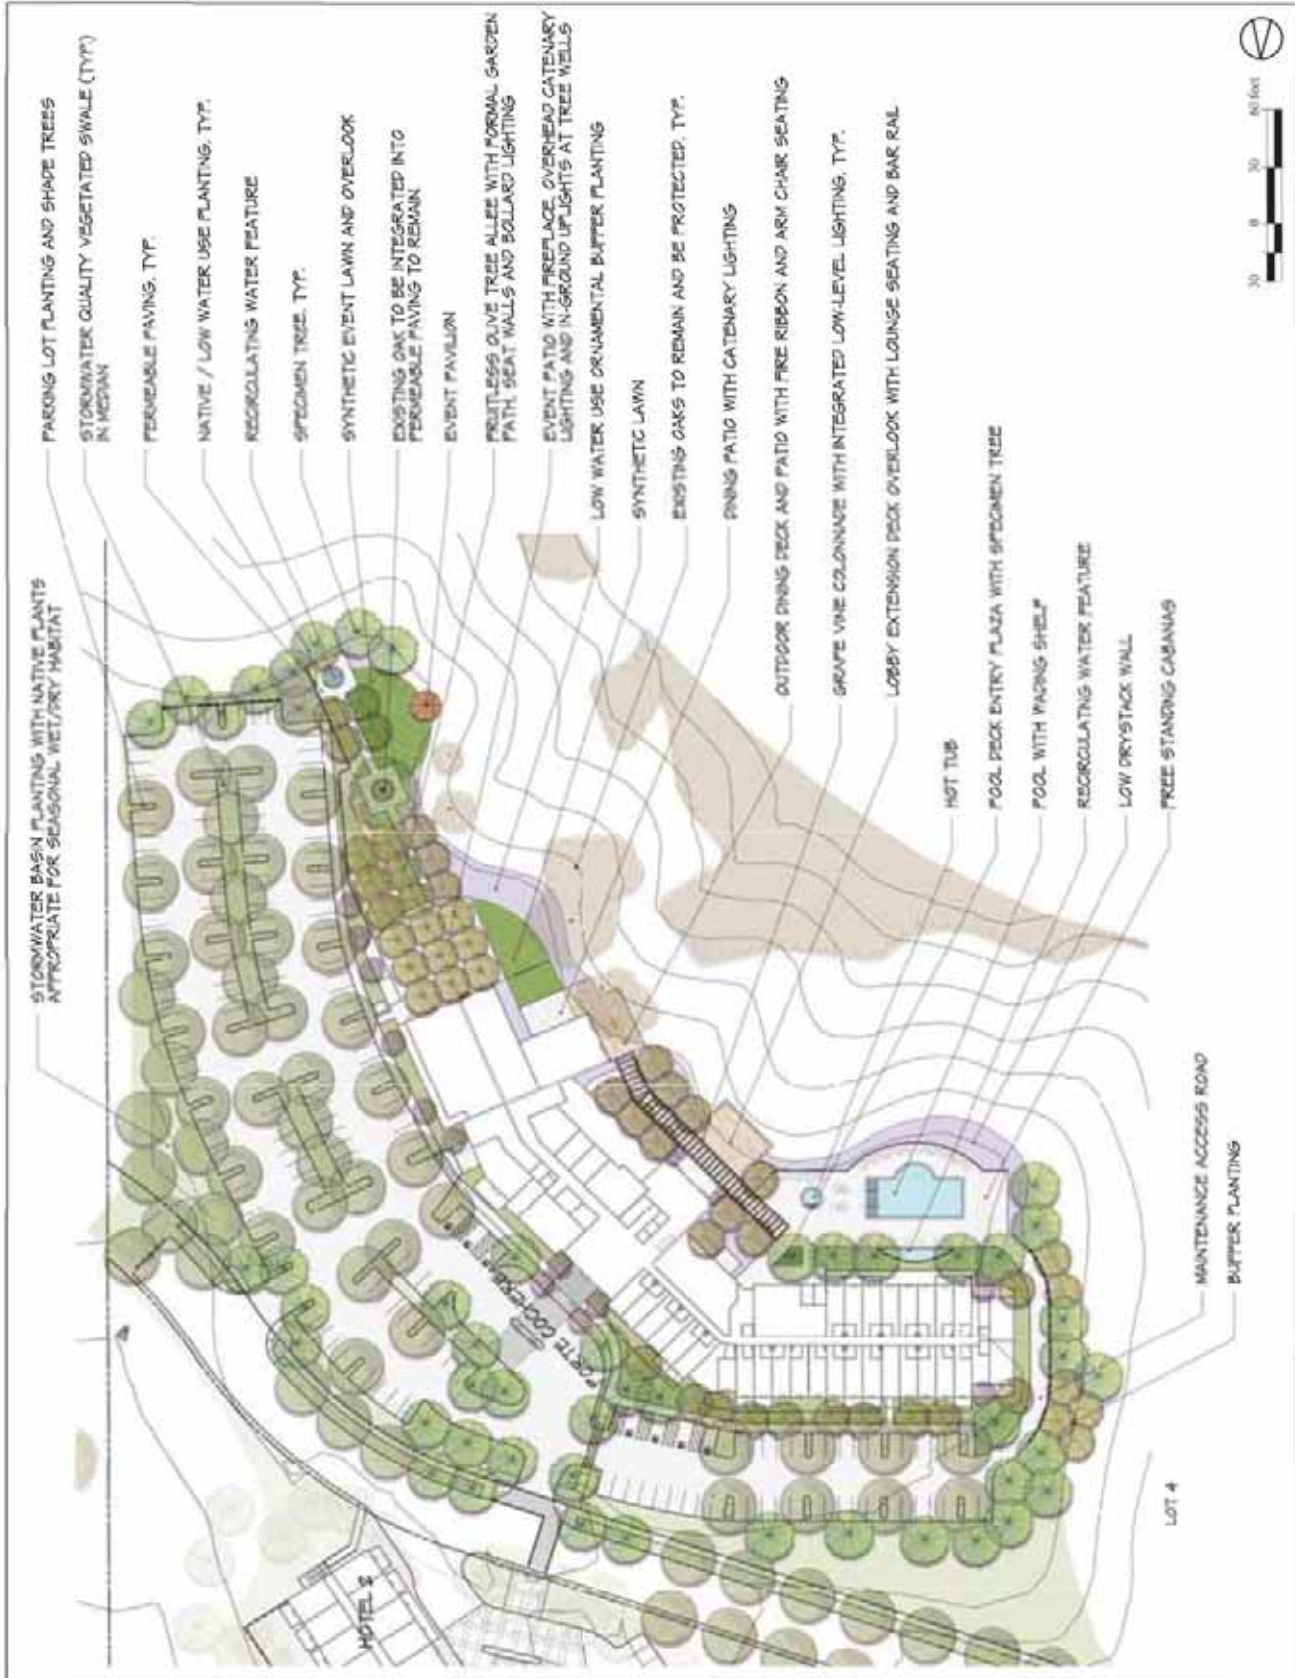 STORMWATER BASIN PLANTING WITH NATIVE PLANTS
APPROPRIATE FOR SEASONAL WET/DRY HABITAT
PARKING LOT PLANTING AND SHADE TREES
STORMWATER QUALITY VEGETATED SWALE (TYP.)
IN MEDIAN
PERMEABLE PAVING, TYP.
NATIVE / LOW WATER USE PLANTING, TYP.
RECIRCULATING WATER FEATURE
SPECIMEN TREE, TYP.
SYNTHETIC EVENT LAWN AND OVERLOOK
EXISTING OAK TO BE INTEGRATED INTO
PERMEABLE PAVING TO REMAIN
EVENT PAVILION
FRUITLESS OLIVE TREE ALLEE WITH FORMAL GARDEN
PATH, SEAT WALLS AND BOLLARD LIGHTING
EVENT PATIO WITH FIREPLACE, OVERHEAD CATENARY
LIGHTING AND IN-GROUND UPLIGHTS AT TREE WELLS
LOW WATER USE ORNAMENTAL BUFFER PLANTING
SYNTHETIC LAWN
EXISTING OAKS TO REMAIN AND BE PROTECTED, TYP.
DINING PATIO WITH CATENARY LIGHTING
OUTDOOR DINING DECK AND PATIO WITH FIRE RIBBON AND ARM CHAIR SEATING
GRAPE VINE COLONNADE WITH INTEGRATED LOW-LEVEL LIGHTING, TYP.
LOBBY EXTENSION DECK OVERLOOK WITH LOUNGE SEATING AND BAR RAIL
HOT TUB
POOL DECK ENTRY PLAZA WITH SPECIMEN TREE
POOL WITH WADING SHELF
RECIRCULATING WATER FEATURE
LOW DRYSTACK WALL
FREE STANDING CABANAS
MAINTENANCE ACCESS ROAD
BUFFER PLANTING
LOT 4
PORTE COCHERE
HOTEL 2
30 0 30 60 feet